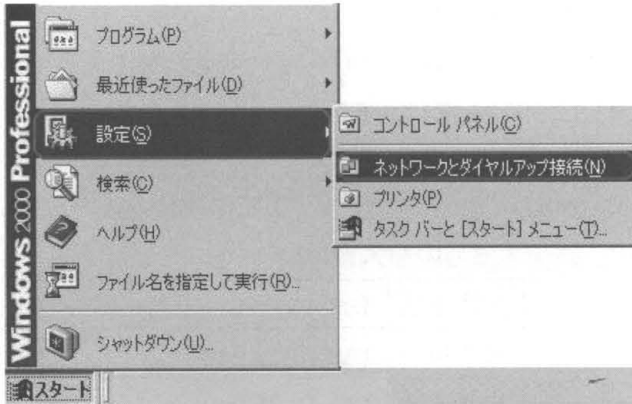 Windows 2000 Professional
プログラム(P)
最近使ったファイル(D)
設定(S)
検索(C)
ヘルプ(H)
ファイル名を指定して実行(R)...
シャットダウン(U)...
コントロール パネル(C)
ネットワークとダイヤルアップ接続(N)
プリンタ(P)
タスク バーと [スタート] メニュー(T)...
スタート